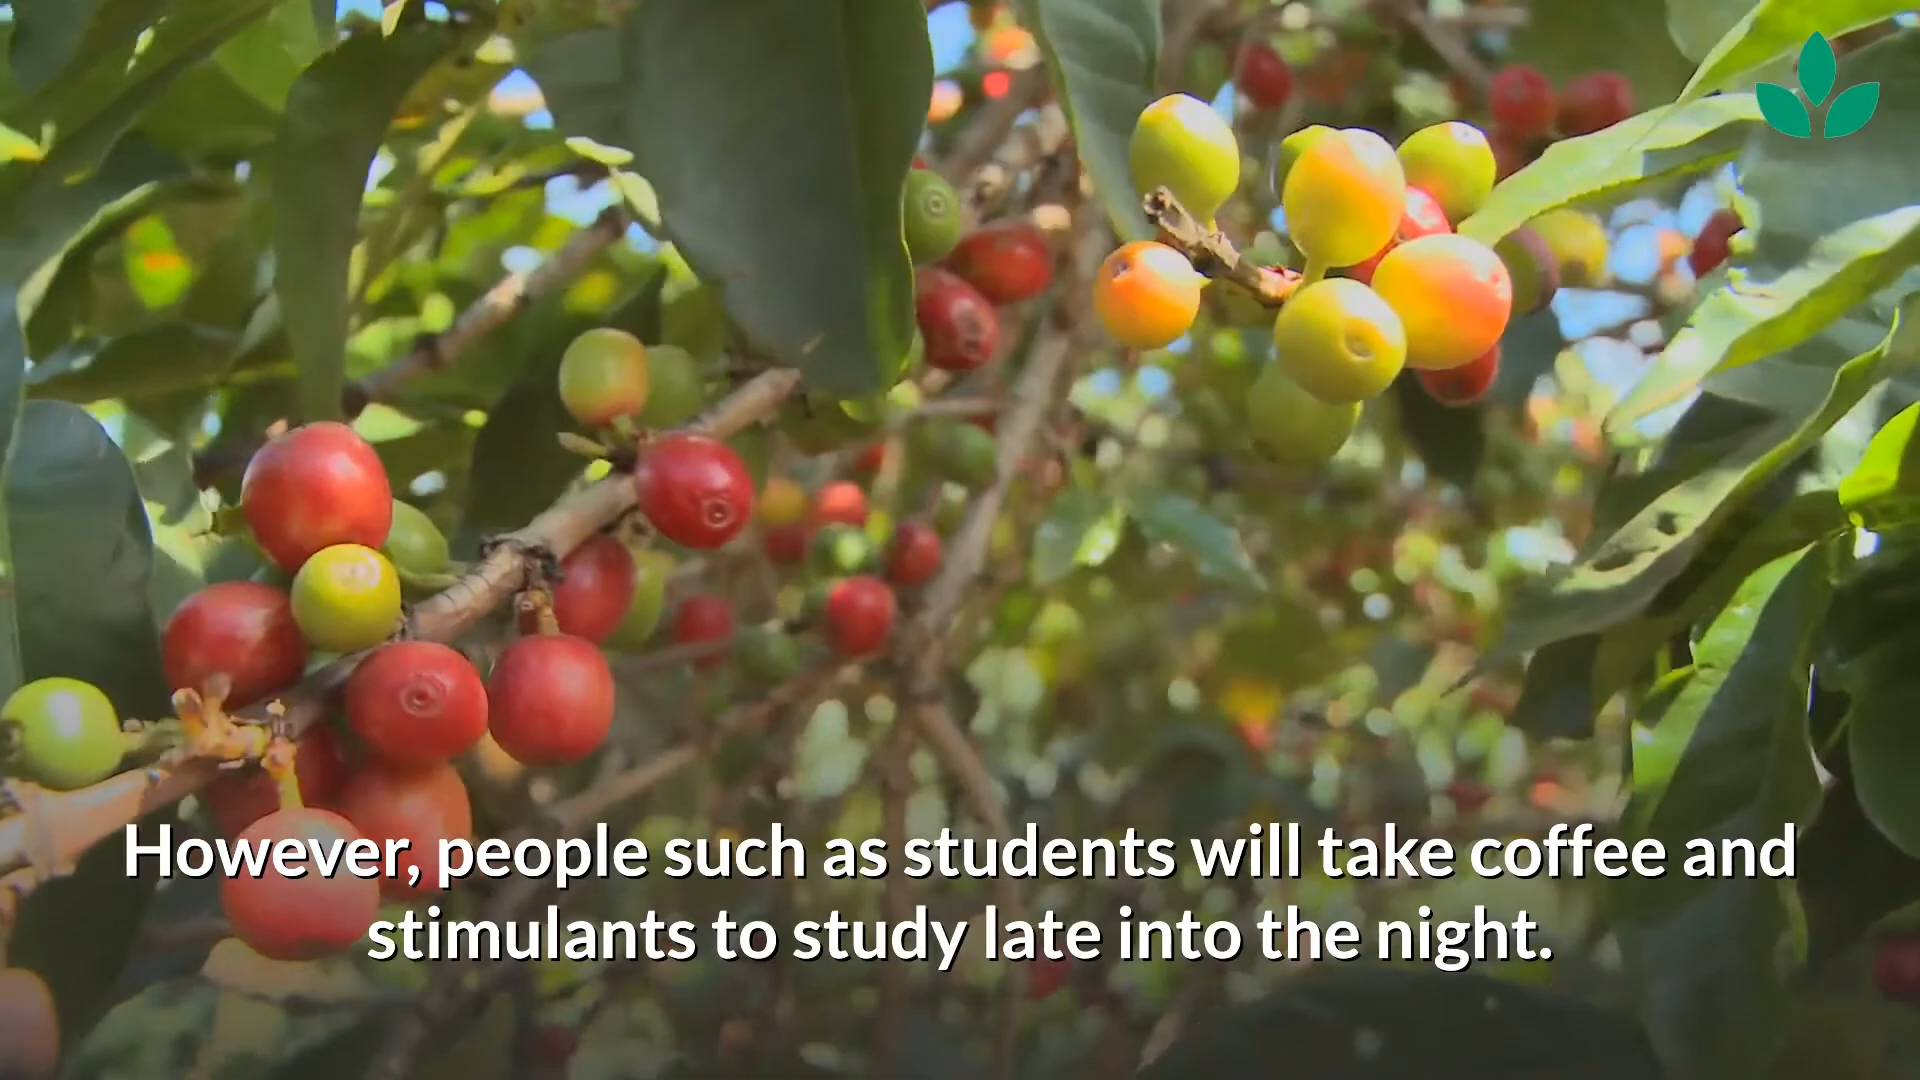 However, people such as students will take coffee and
stimulants to study late into the night.